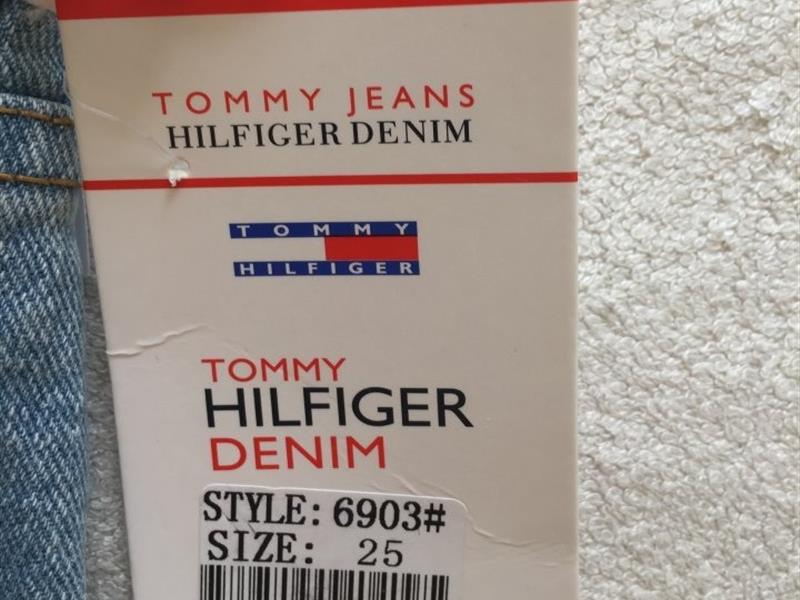 TOMMY JEANS
HILFIGER DENIM
TOMMY
HILFIGER
TOMMY
HILFIGER
DENIM
STYLE: 6903#
SIZE: 25